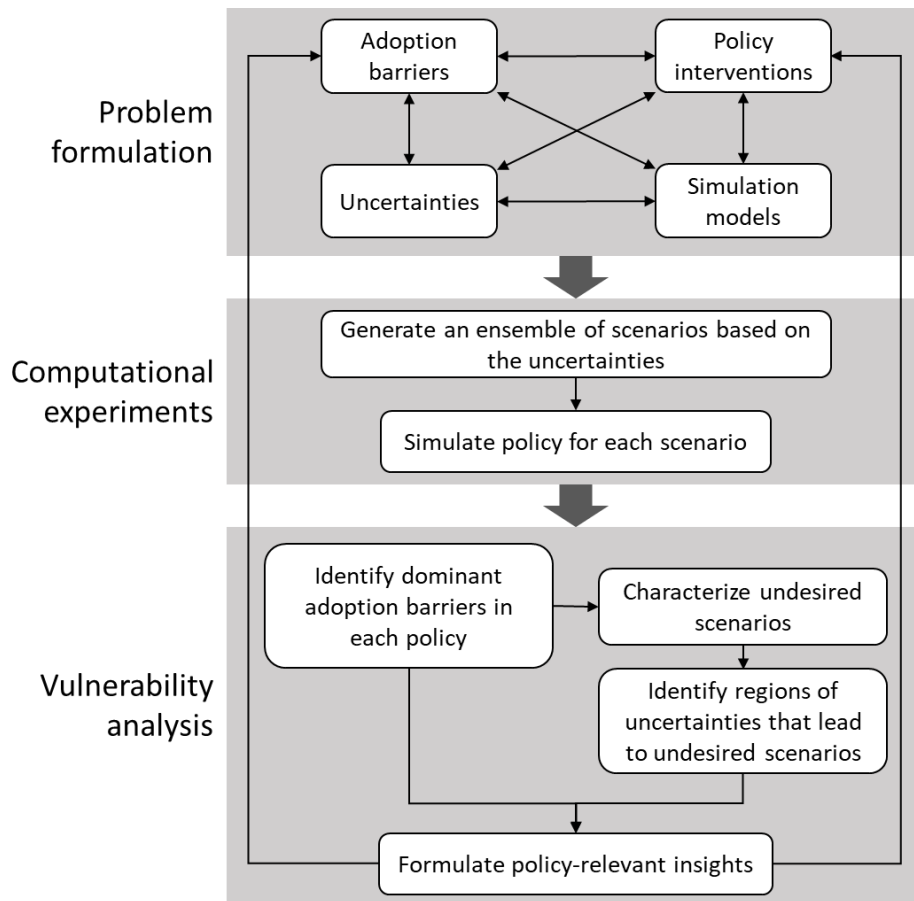 Problem
formulation
Adoption
barriers
Policy
interventions
Uncertainties
Simulation
models
Computational
experiments
Generate an ensemble of scenarios based on
the uncertainties
Simulate policy for each scenario
Vulnerability
analysis
Identify dominant
adoption barriers in
each policy
Characterize undesired
scenarios
Identify regions of
uncertainties that lead
to undesired scenarios
Formulate policy-relevant insights